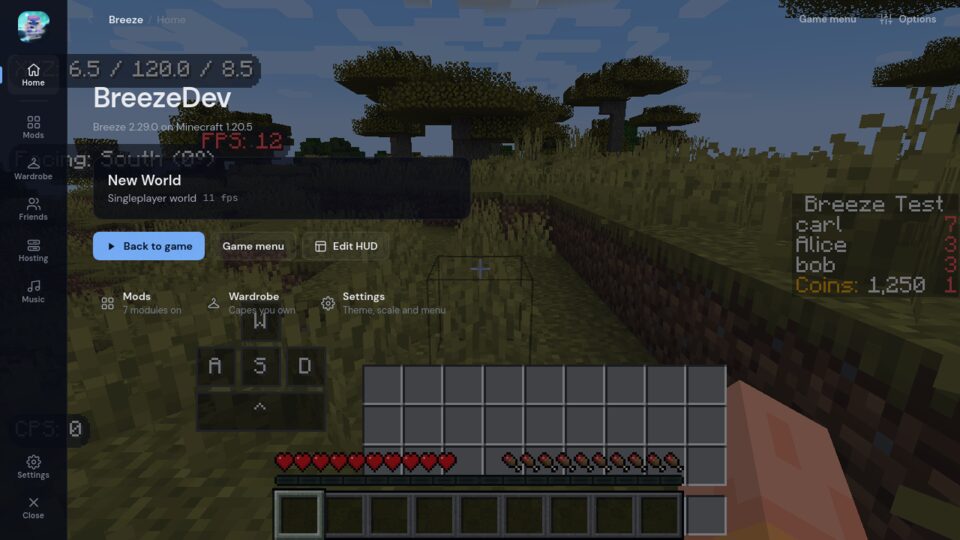 Breeze / Home
Game menu
Options
Home
Z: 6.5 / 120.0 / 8.5
BreezeDev
Breeze 2.29.0 on Minecraft 1.20.5
FPS: 12
Mods
Facing: South (0°)
Wardrobe
New World
Singleplayer world 11 fps
Friends
Breeze Test
carl 7
Alice 3
bob 3
Coins: 1,250 1
Hosting
Back to game
Game menu
Edit HUD
Music
Mods
7 modules on
Wardrobe
Capes you own
Settings
Theme, scale and menu
W
A
S
D
^
CPS: 0
Settings
Close